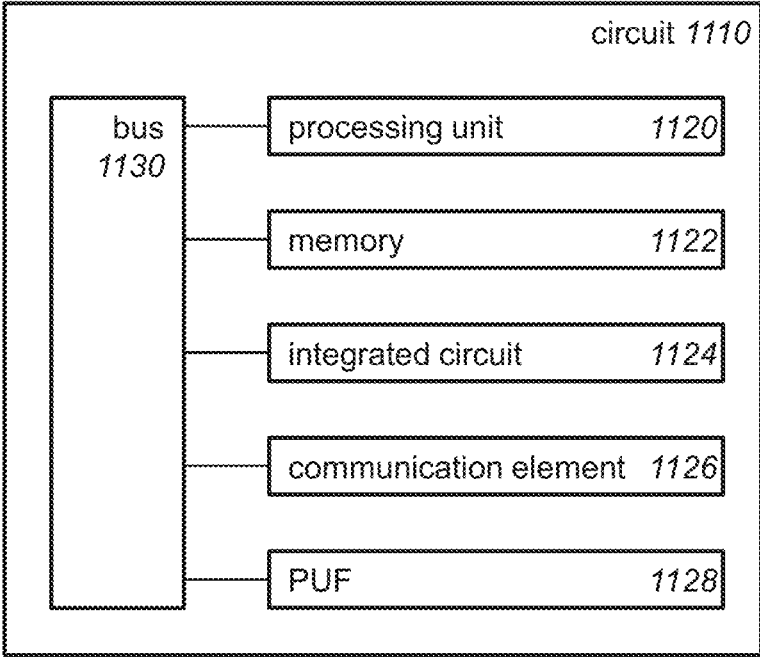 circuit 1110
bus
1130
processing unit 1120
memory 1122
integrated circuit 1124
communication element 1126
PUF 1128